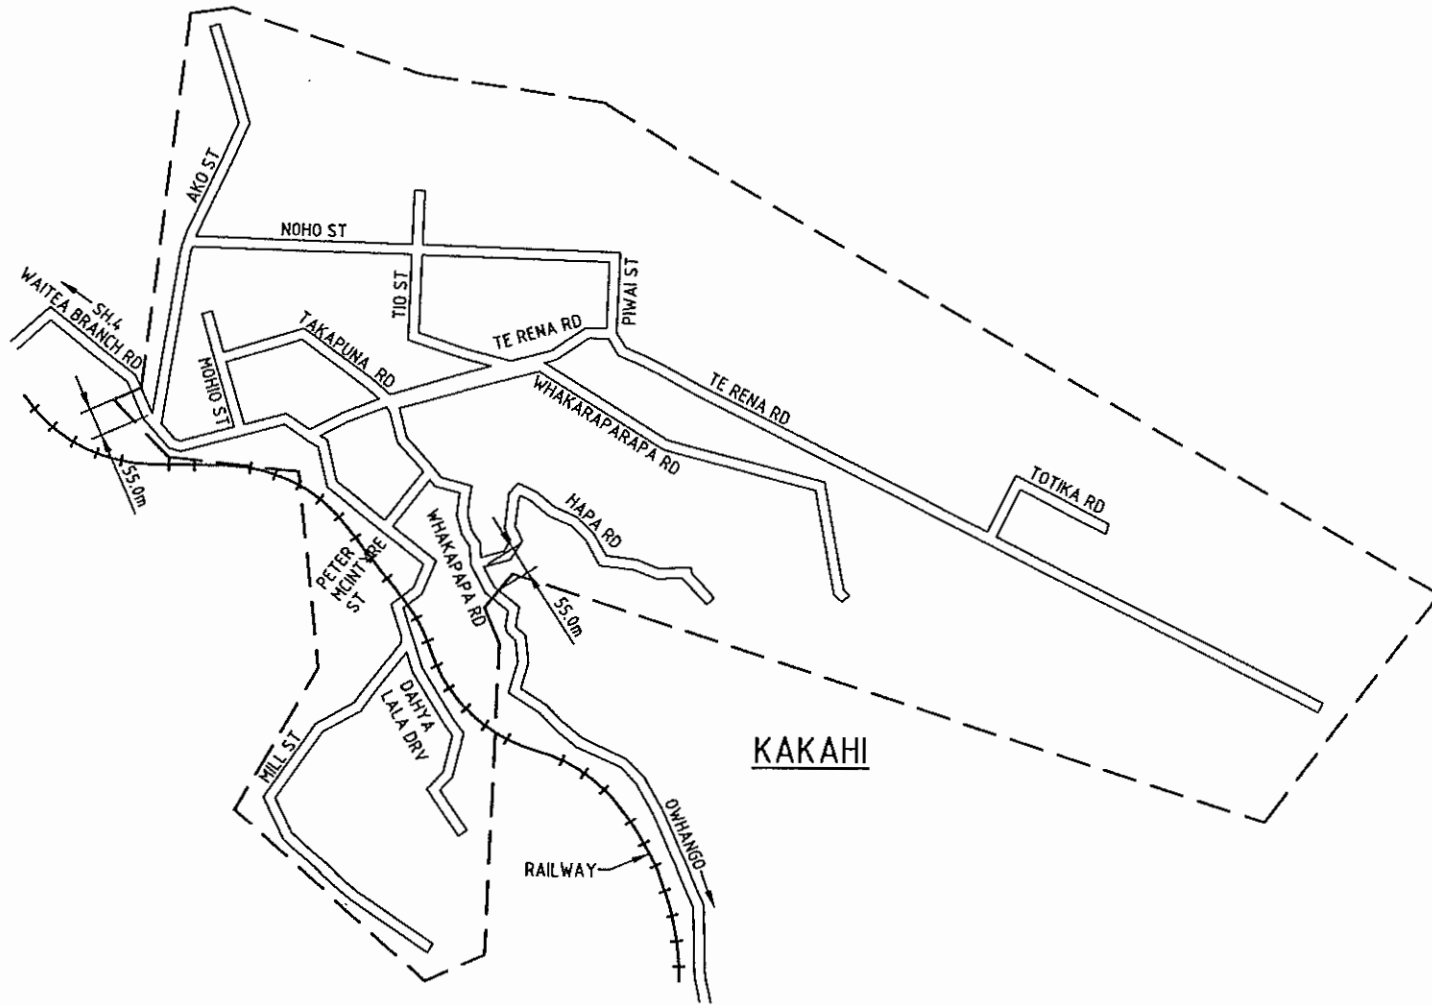 AKO ST
NOHO ST
SH.4
WAITEA BRANCH RD
TIO ST
PIWAI ST
TE RENA RD
TAKAPUNA RD
MOHIO ST
TE RENA RD
WHAKARAPARAPA RD
55.0m
TOTIKA RD
HAPA RD
WHAKAPAPA RD
PETER
MCINTYRE
ST
55.0m
DAHYA
LALA DRV
MILL ST
KAKAHI
OWHANGO
RAILWAY